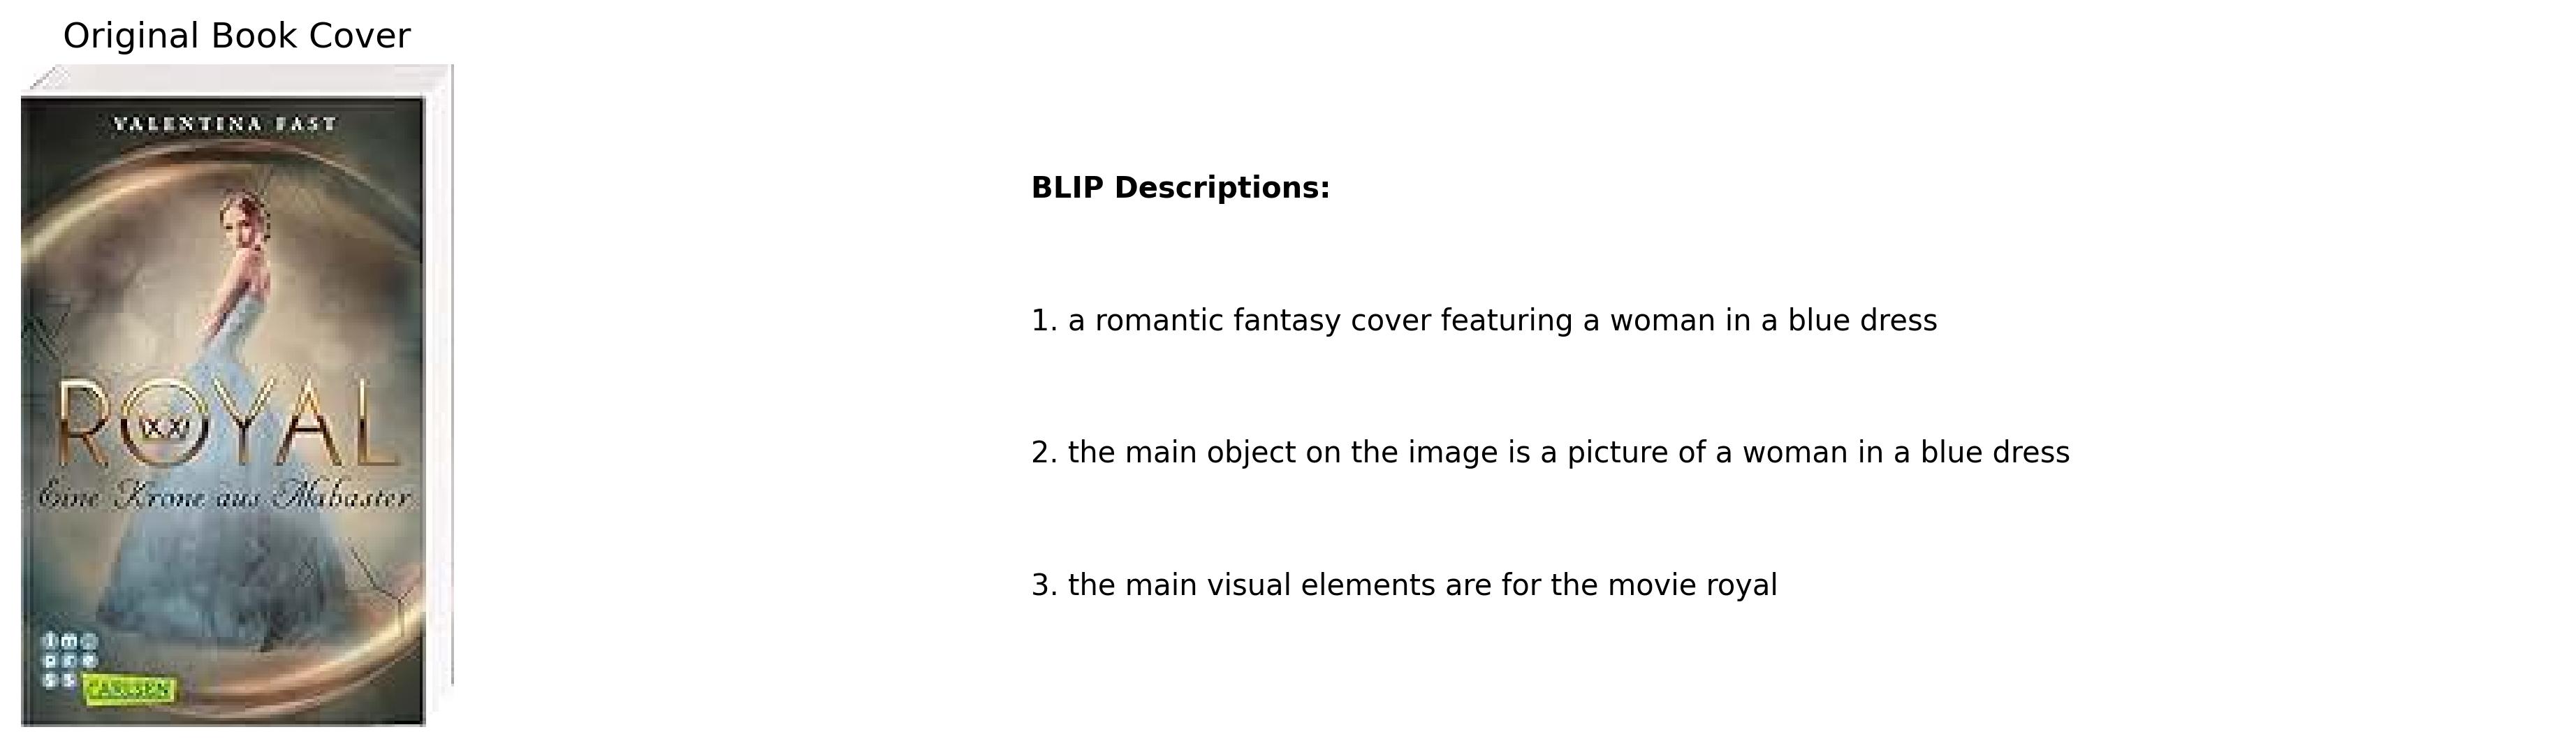 Original Book Cover
VALENTINA FAST
ROYAL
Eine Krone aus Alabaster
impress
CARLSEN
BLIP Descriptions:
1. a romantic fantasy cover featuring a woman in a blue dress
2. the main object on the image is a picture of a woman in a blue dress
3. the main visual elements are for the movie royal